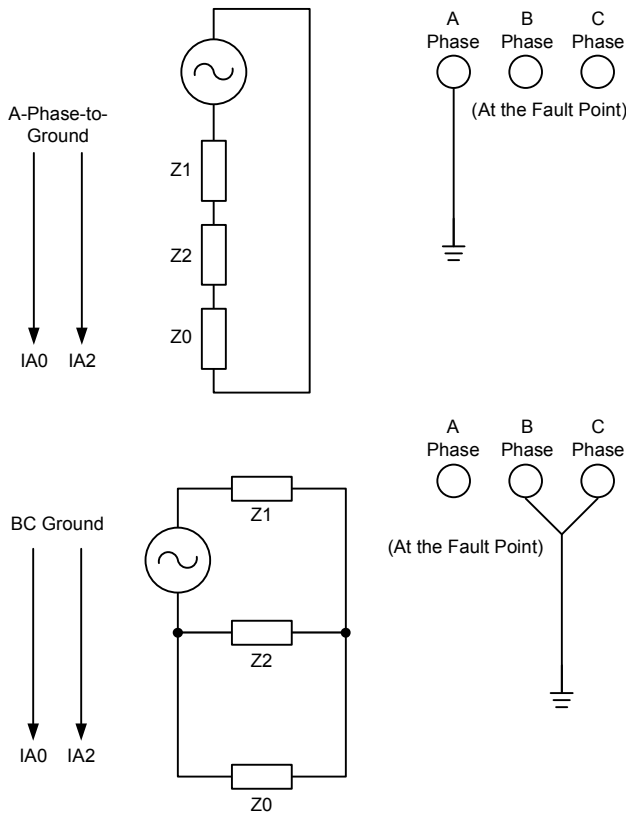 A B C
Phase Phase Phase
(At the Fault Point)
A-Phase-to-
Ground
Z1
Z2
Z0
IA0 IA2
A B C
Phase Phase Phase
(At the Fault Point)
BC Ground
Z1
Z2
Z0
IA0 IA2